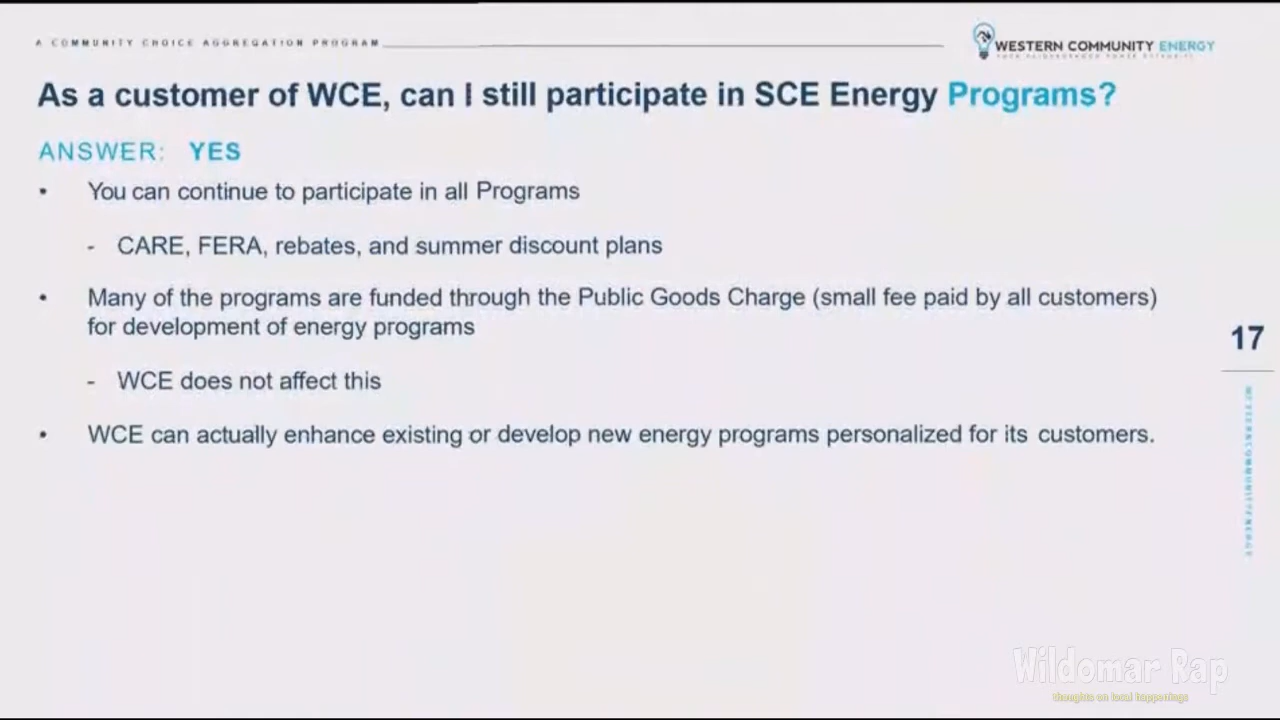 A COMMUNITY CHOICE AGGREGATION PROGRAM
WESTERN COMMUNITY ENERGY
As a customer of WCE, can I still participate in SCE Energy Programs?
ANSWER: YES
• You can continue to participate in all Programs
- CARE, FERA, rebates, and summer discount plans
• Many of the programs are funded through the Public Goods Charge (small fee paid by all customers)
for development of energy programs
- WCE does not affect this
• WCE can actually enhance existing or develop new energy programs personalized for its customers.
17
WESTERN COMMUNITY ENERGY
Wildomar Rap
thoughts on local happenings